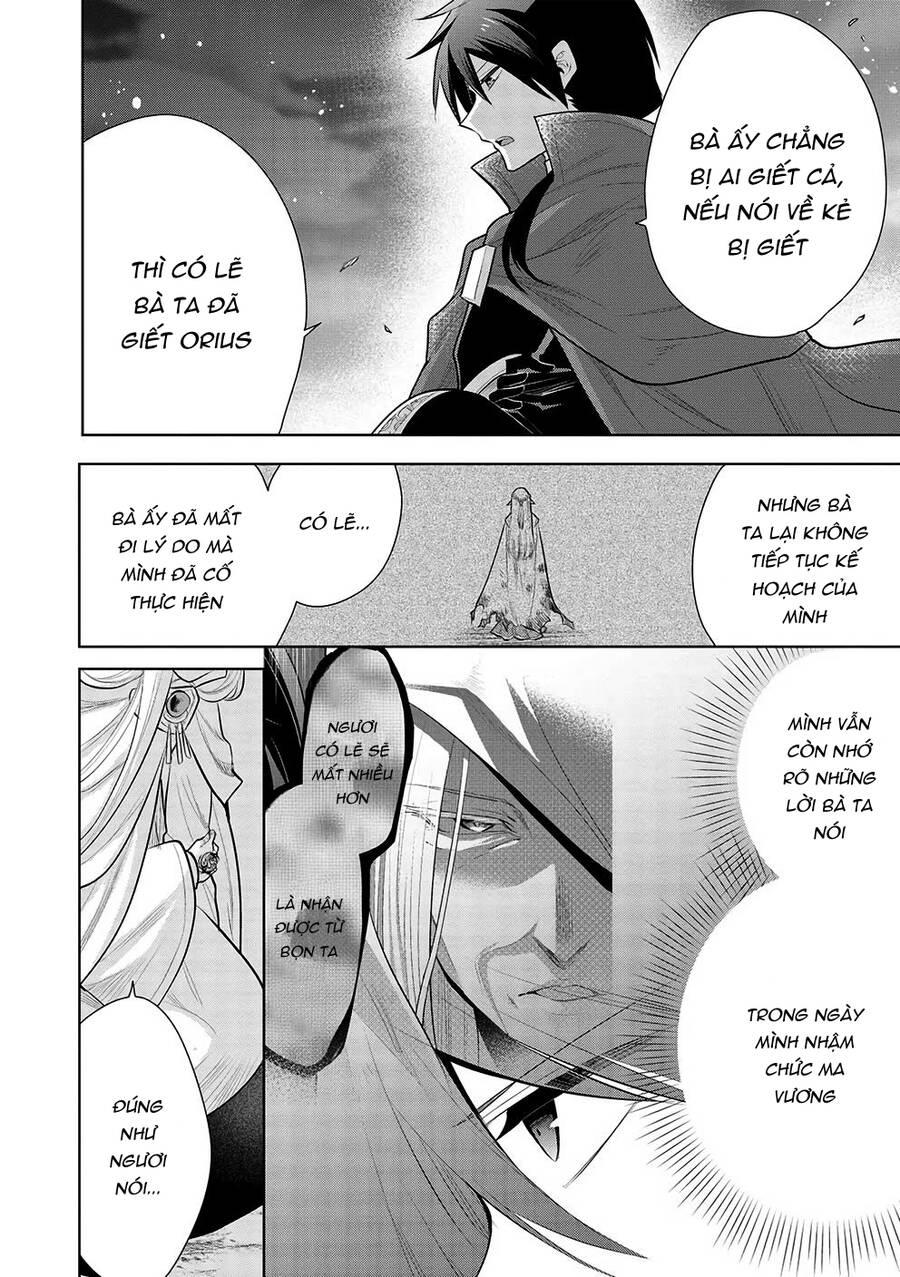 BÀ ẤY CHẲNG
BỊ AI GIẾT CẢ,
NẾU NÓI VỀ KẺ
BỊ GIẾT
THÌ CÓ LẼ
BÀ TA ĐÃ
GIẾT ORIUS
NHƯNG BÀ
TA LẠI KHÔNG
TIẾP TỤC KẾ
HOẠCH CỦA
MÌNH
CÓ LẼ...
BÀ ẤY ĐÃ MẤT
ĐI LÝ DO MÀ
MÌNH ĐÃ CỐ
THỰC HIỆN
MÌNH VẪN
CÒN NHỚ
RÕ NHỮNG
LỜI BÀ TA
NÓI
TRONG NGÀY
MÌNH NHẬM
CHỨC MA
VƯƠNG
NGƯƠI
CÓ LẼ SẼ
MẤT NHIỀU
HƠN
LÀ NHẬN
ĐƯỢC TỪ
BỌN TA
ĐÚNG
NHƯ
NGƯƠI
NÓI...